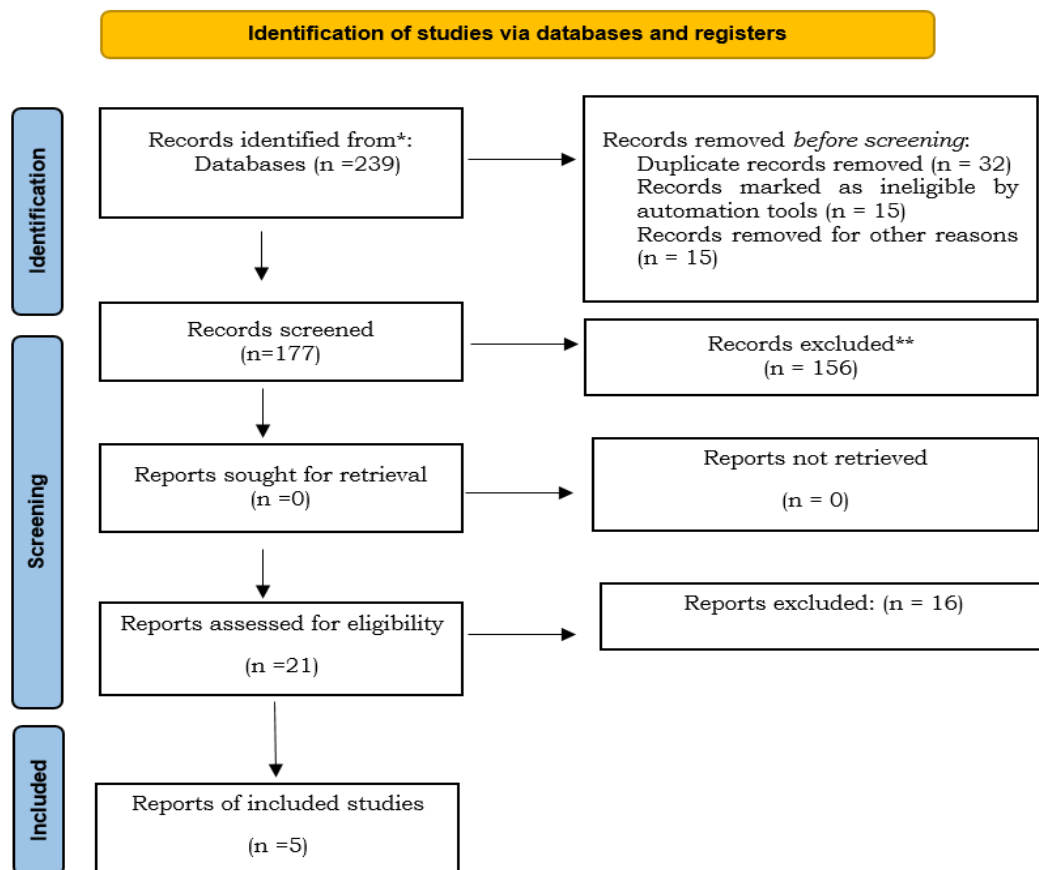 Identification of studies via databases and registers
Identification
Records identified from*:
Databases (n =239)
Records removed before screening:
Duplicate records removed (n = 32)
Records marked as ineligible by
automation tools (n = 15)
Records removed for other reasons
(n = 15)
Screening
Records screened
(n=177)
Records excluded**
(n = 156)
Reports sought for retrieval
(n =0)
Reports not retrieved
(n = 0)
Reports assessed for eligibility
(n =21)
Reports excluded: (n = 16)
Included
Reports of included studies
(n =5)